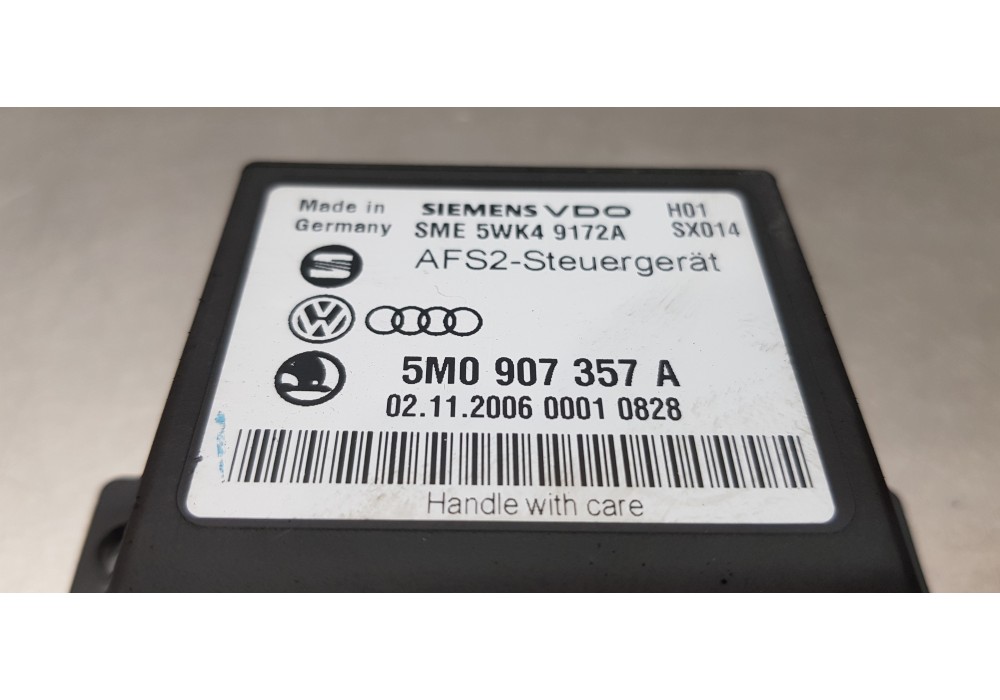 Made in
Germany
SIEMENS VDO
SME 5WK4 9172A
H01
SX014
AFS2-Steuergerät
5M0 907 357 A
02.11.2006 0001 0828
Handle with care